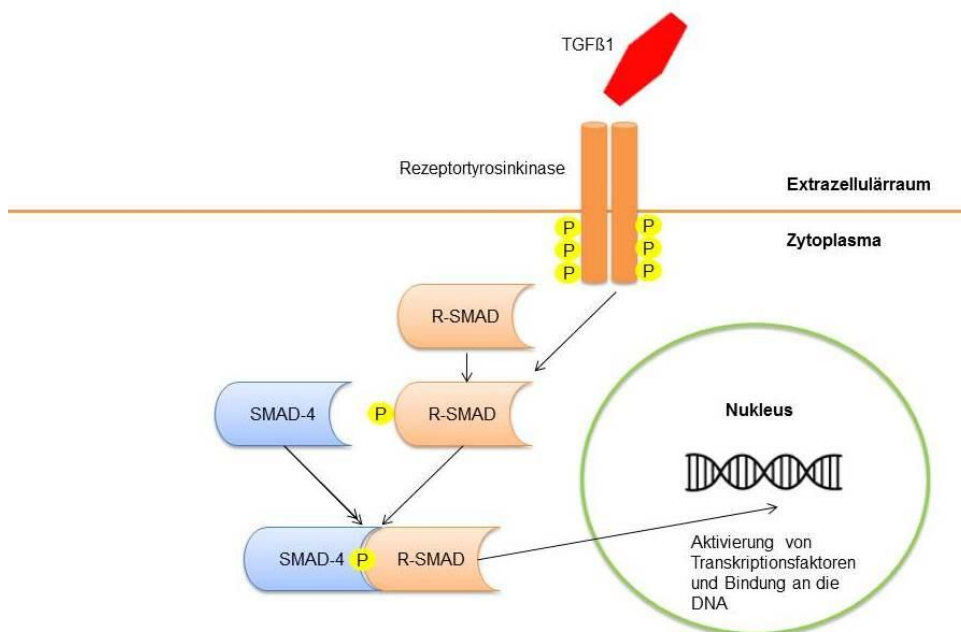 TGFß1
Rezeptortyrosinkinase
Extrazellulärraum
Zytoplasma
P P
P P
P P
R-SMAD
SMAD-4 P R-SMAD
Nukleus
SMAD-4 P R-SMAD
Aktivierung von
Transkriptionsfaktoren
und Bindung an die
DNA